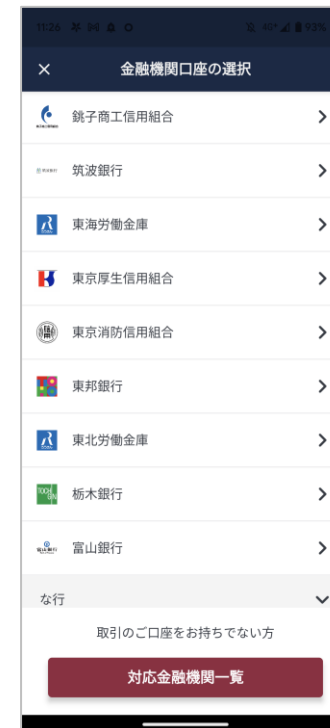 11:26
93%
× 金融機関口座の選択
銚子商工信用組合
筑波銀行
東海労働金庫
東京厚生信用組合
東京消防信用組合
東邦銀行
東北労働金庫
栃木銀行
富山銀行
な行
取引のご口座をお持ちでない方
対応金融機関一覧